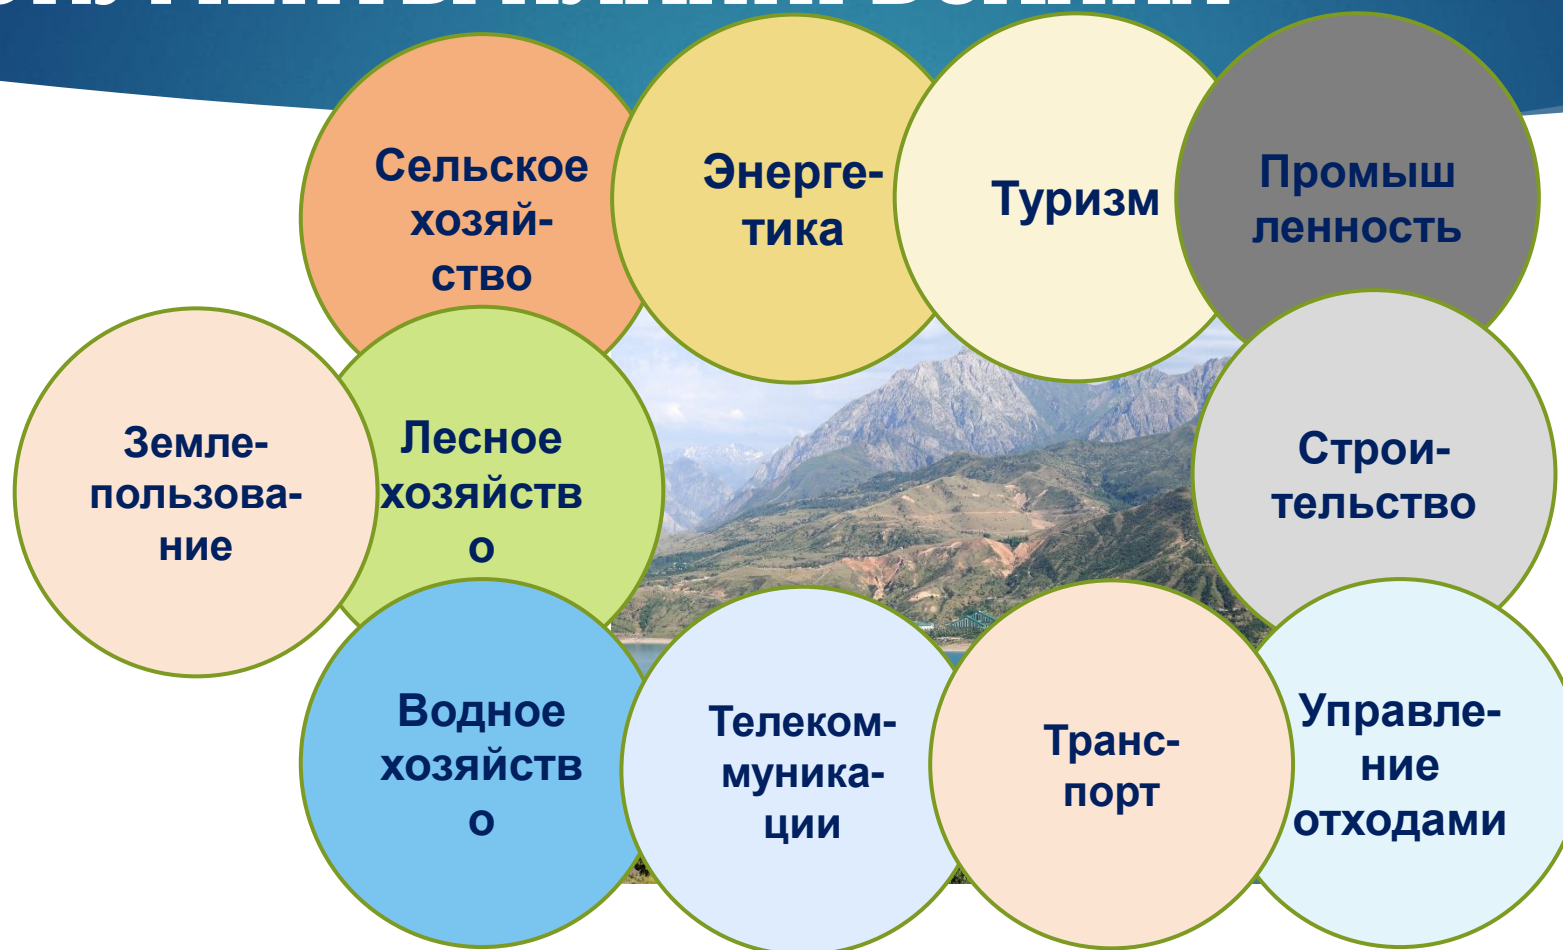 Сельское
хозяй-
ство
Энерге-
тика
Туризм
Промыш
ленность
Земле-
пользова-
ние
Лесное
хозяйств
о
Строи-
тельство
Водное
хозяйств
о
Телеком-
муника-
ции
Транс-
порт
Управле-
ние
отходами